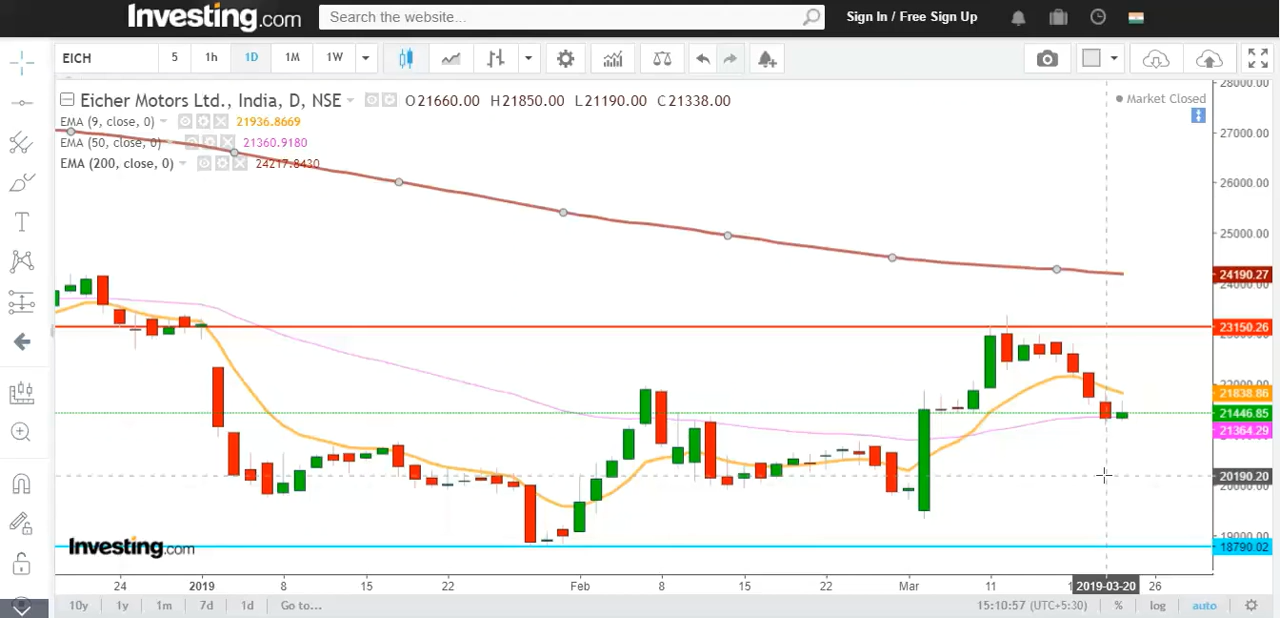 Investing.com
Search the website...
Sign In / Free Sign Up
EICH
5 1h 1D 1M 1W
Eicher Motors Ltd., India, D, NSE O21660.00 H21850.00 L21190.00 C21338.00
Market Closed
EMA (9, close, 0) 21936.8669
EMA (50, close, 0) 21360.9180
EMA (200, close, 0) 24217.8430
28000.00
27000.00
26000.00
25000.00
24190.27
24000.00
23150.26
21838.86
21446.85
21364.29
20190.20
20000.00
18790.02
Investing.com
24 2019 8 15 22 Feb 8 15 22 Mar 11 2019-03-20 26
10y 1y 1m 7d 1d Go to...
15:10:57 (UTC+5:30) % log auto